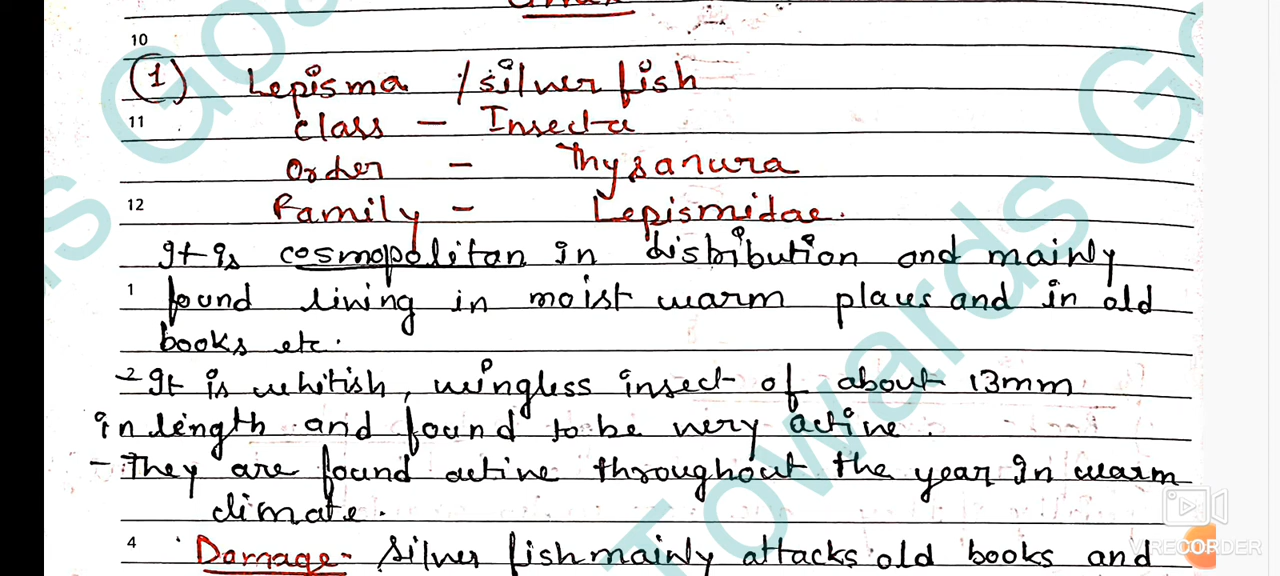 10
(1) Lepisma /silver fish
11 class - Insecta
Order - Thysanura
12 Family - Lepismidae.
It is cosmopolitan in distribution and mainly
1 found living in moist warm places and in old
books etc.
2 It is whitish, wingless insect of about 13mm
in length and found to be very active.
- They are found active throughout the year in warm
climate.
4 Damage - Silver fish mainly attacks old books and
Goals Towards
VRECORDER